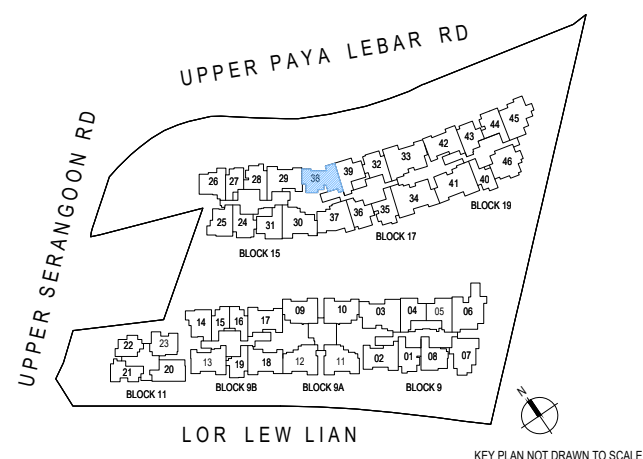 UPPER PAYA LEBAR RD
UPPER SERANGOON RD
26 27 28 29 38 39 32 33 42 43 44 45
25 24 31 30 37 36 35 34 41 40 46
BLOCK 15
BLOCK 17
BLOCK 19
14 15 16 17 09 10 03 04 05 06
22 23
13 19 18 12 11 02 01 08 07
21 20
BLOCK 11
BLOCK 9B
BLOCK 9A
BLOCK 9
LOR LEW LIAN
N
KEY PLAN NOT DRAWN TO SCALE